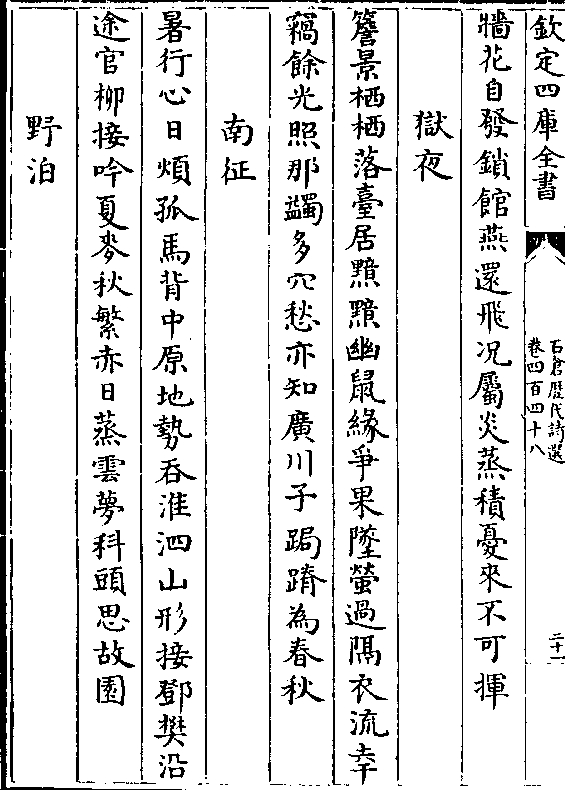 欽定四庫全書
石倉歷代詩選
卷四百四十八
二十一
牆花自發鎖館燕還飛况屬炎蒸積憂來不可揮
獄夜
簷景栖栖落臺居黯黯幽鼠緣爭果墜螢過隔衣流幸
竊餘光照那蠲多穴愁亦知廣川子跼蹐為春秋
南征
暑行心日煩孤馬背中原地勢吞淮泗山形接鄧樊沿
途官柳接吟夏麥秋繁赤日蒸雲夢科頭思故園
野泊